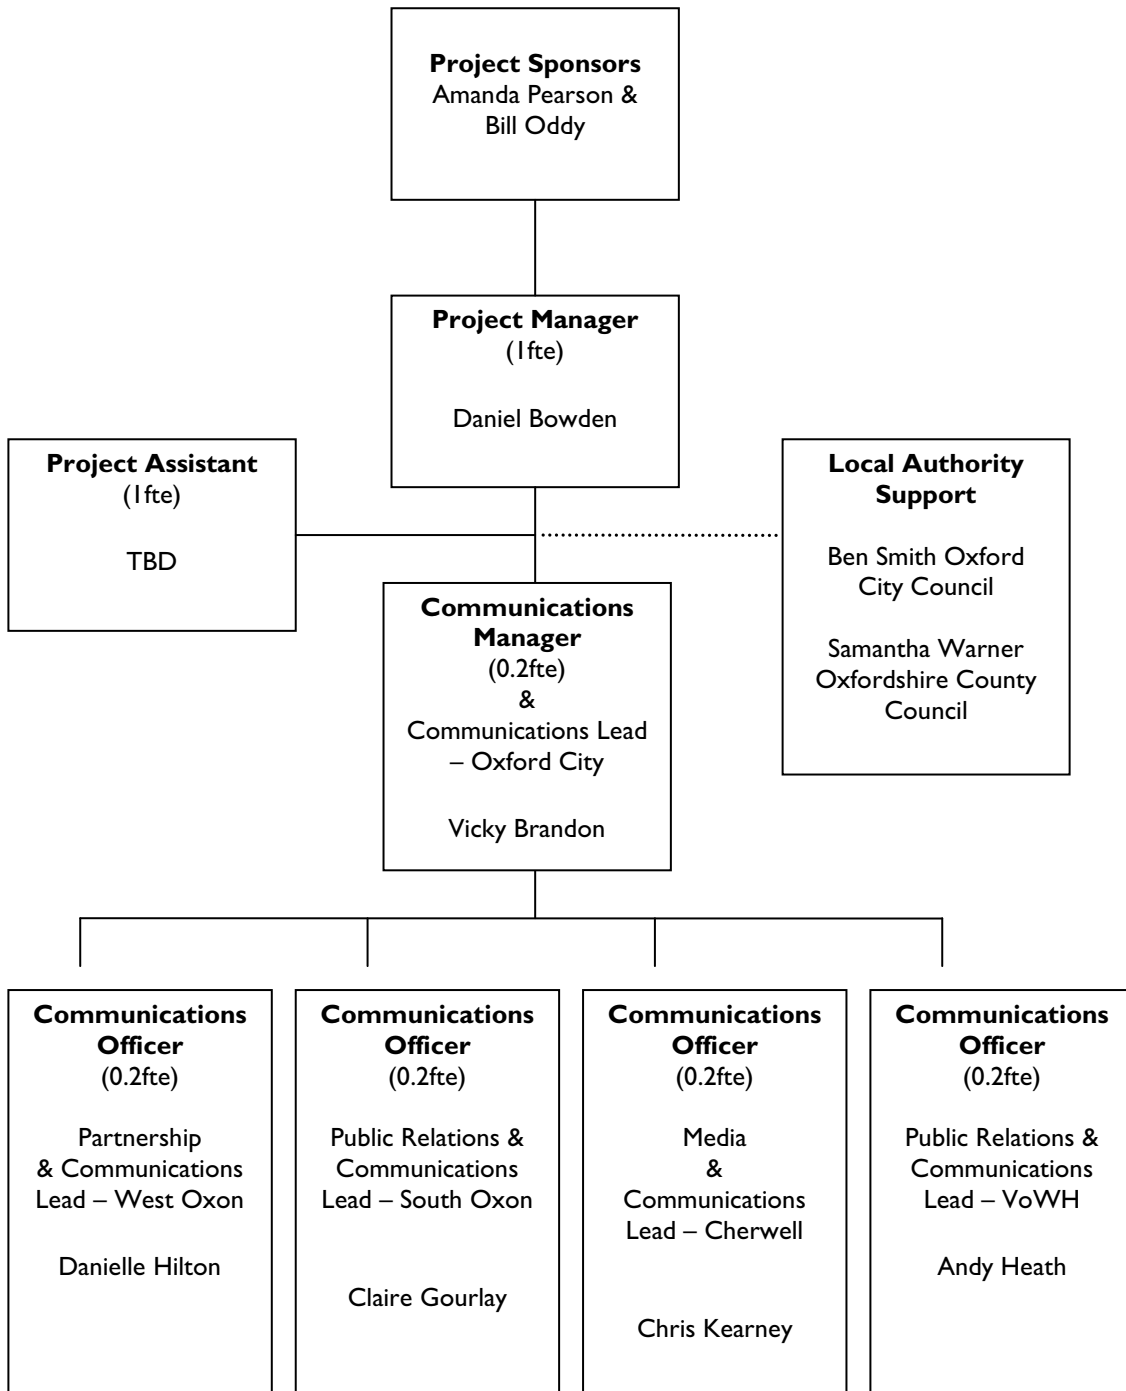 Project Sponsors
Amanda Pearson &
Bill Oddy
Project Manager
(1fte)
Daniel Bowden
Project Assistant
(1fte)
TBD
Local Authority
Support
Ben Smith Oxford
City Council
Samantha Warner
Oxfordshire County
Council
Communications
Manager
(0.2fte)
&
Communications Lead
– Oxford City
Vicky Brandon
Communications
Officer
(0.2fte)
Partnership
& Communications
Lead – West Oxon
Danielle Hilton
Communications
Officer
(0.2fte)
Public Relations &
Communications
Lead – South Oxon
Claire Gourlay
Communications
Officer
(0.2fte)
Media
&
Communications
Lead – Cherwell
Chris Kearney
Communications
Officer
(0.2fte)
Public Relations &
Communications
Lead – VoWH
Andy Heath